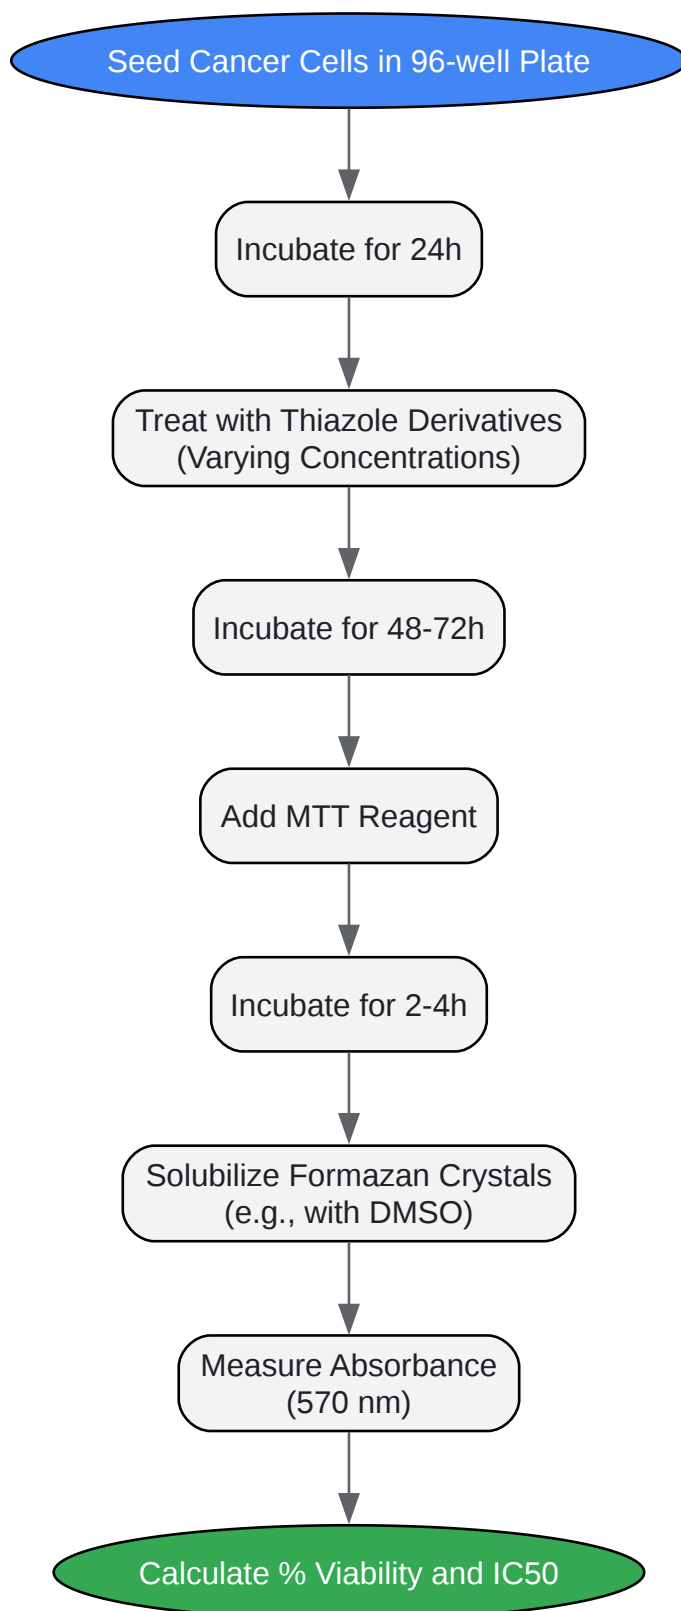 Seed Cancer Cells in 96-well Plate
Incubate for 24h
Treat with Thiazole Derivatives
(Varying Concentrations)
Incubate for 48-72h
Add MTT Reagent
Incubate for 2-4h
Solubilize Formazan Crystals
(e.g., with DMSO)
Measure Absorbance
(570 nm)
Calculate % Viability and IC50